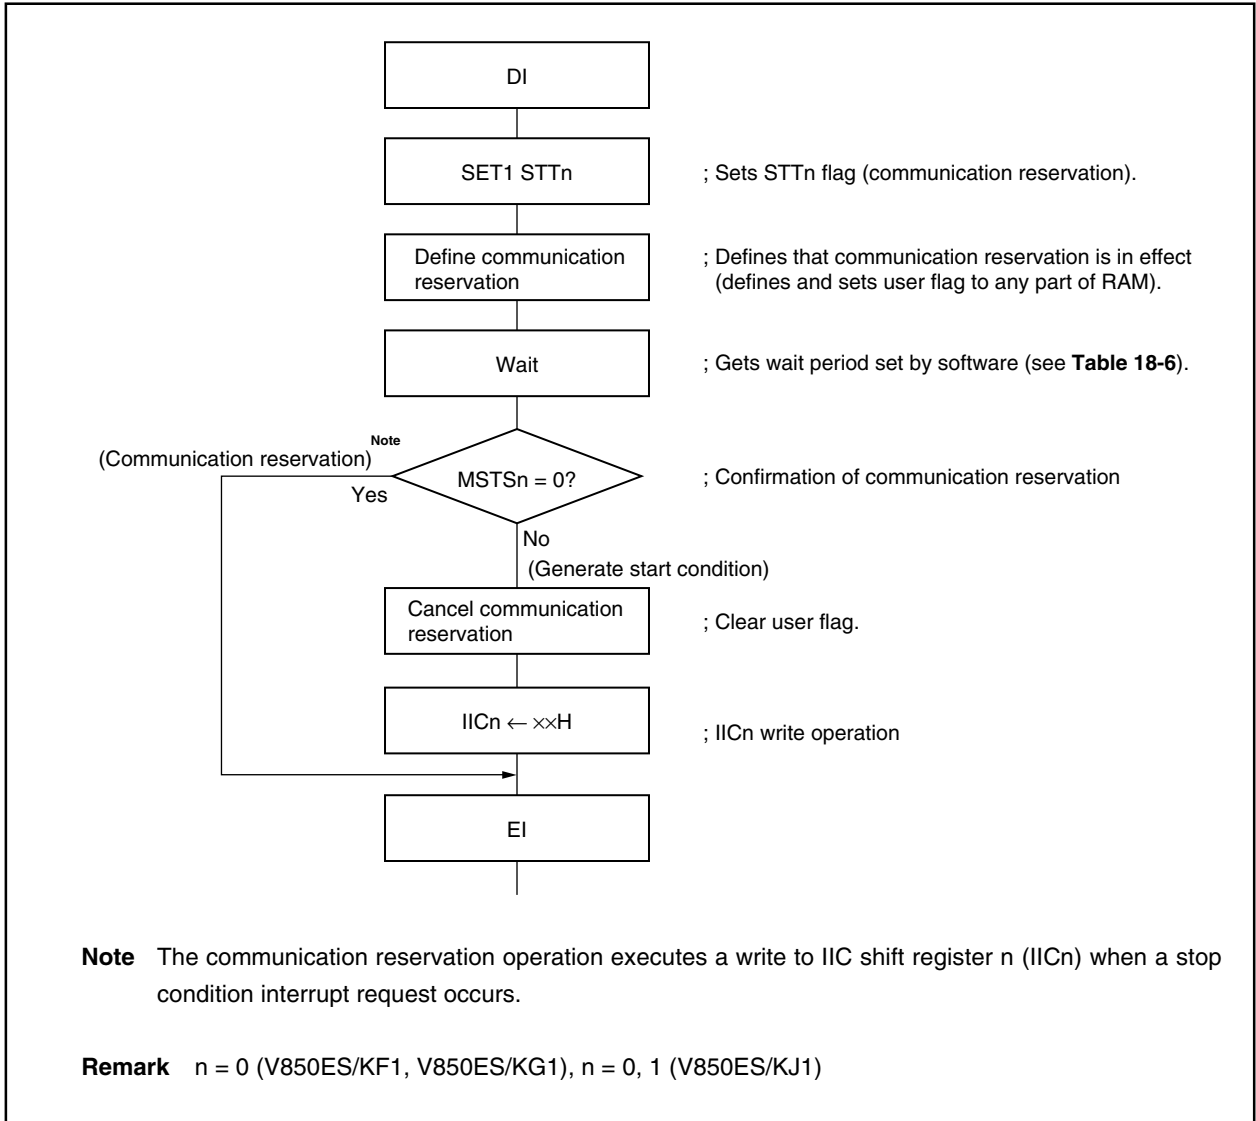 DI
SET1 STTn
; Sets STTn flag (communication reservation).
Define communication
reservation
; Defines that communication reservation is in effect
(defines and sets user flag to any part of RAM).
Wait
; Gets wait period set by software (see Table 18-6).
(Communication reservation) Note
MSTSn = 0?
; Confirmation of communication reservation
Yes
No
(Generate start condition)
Cancel communication
reservation
; Clear user flag.
IICn ← ××H
; IICn write operation
EI
Note The communication reservation operation executes a write to IIC shift register n (IICn) when a stop
condition interrupt request occurs.
Remark n = 0 (V850ES/KF1, V850ES/KG1), n = 0, 1 (V850ES/KJ1)